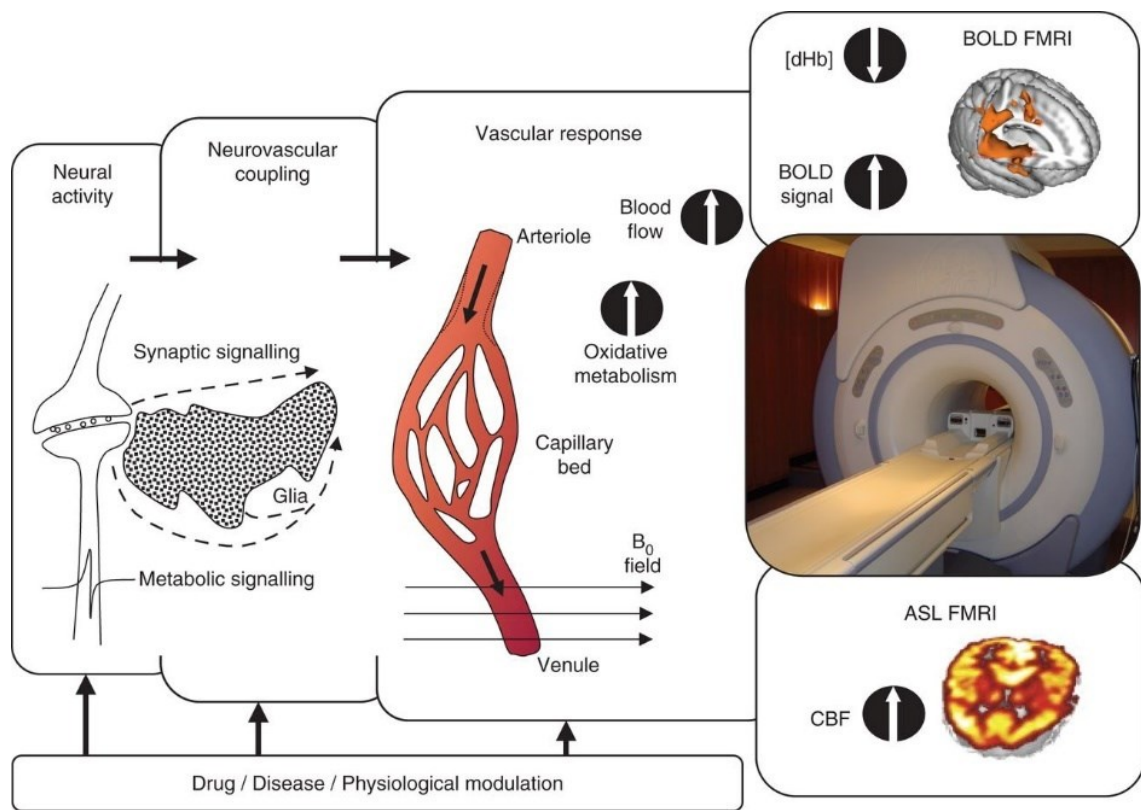 Neural
activity
Neurovascular
coupling
Vascular response
Synaptic signalling
Glia
Metabolic signalling
Arteriole
Blood
flow
Oxidative
metabolism
Capillary
bed
B0
field
Venule
BOLD FMRI
[dHb]
BOLD
signal
ASL FMRI
CBF
Drug / Disease / Physiological modulation